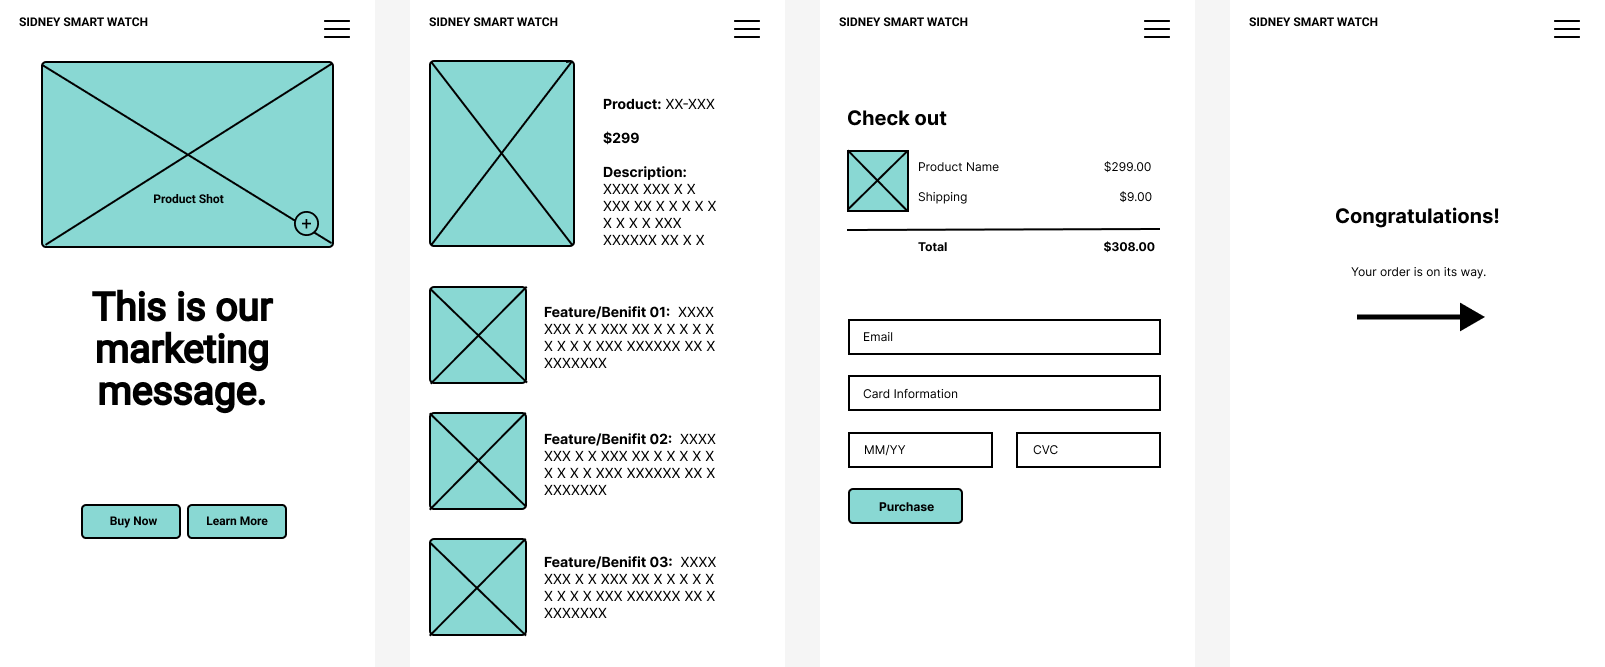 SIDNEY SMART WATCH
Product Shot
This is our
marketing
message.
Buy Now
Learn More
SIDNEY SMART WATCH
Product: XX-XXX
$299
Description:
XXXX XXX X X
XXX XX X X X X X
X X X X XXX
XXXXXX XX X X
Feature/Benifit 01: XXXX
XXX X X XXX XX X X X X X
X X X X XXX XXXXXX XX X
XXXXXXX
Feature/Benifit 02: XXXX
XXX X X XXX XX X X X X X
X X X X XXX XXXXXX XX X
XXXXXXX
Feature/Benifit 03: XXXX
XXX X X XXX XX X X X X X
X X X X XXX XXXXXX XX X
XXXXXXX
SIDNEY SMART WATCH
Check out
Product Name $299.00
Shipping $9.00
Total $308.00
Email
Card Information
MM/YY CVC
Purchase
SIDNEY SMART WATCH
Congratulations!
Your order is on its way.